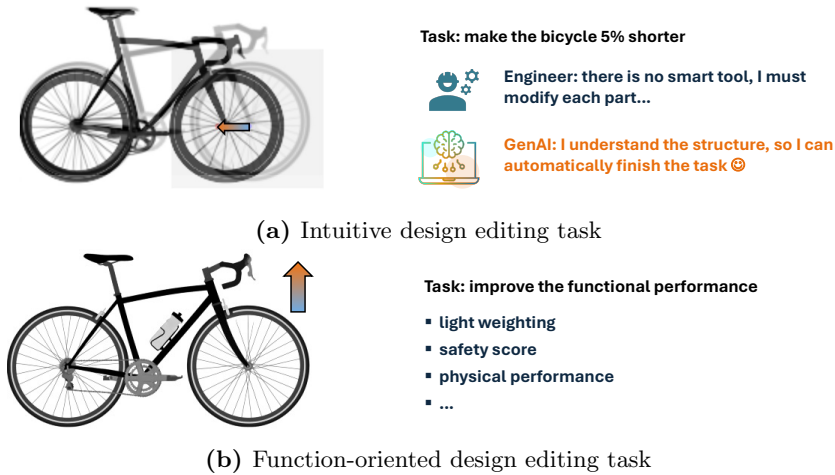 Task: make the bicycle 5% shorter
Engineer: there is no smart tool, I must
modify each part...
GenAI: I understand the structure, so I can
automatically finish the task ☺
(a) Intuitive design editing task
Task: improve the functional performance
▪ light weighting
▪ safety score
▪ physical performance
▪ ...
(b) Function-oriented design editing task